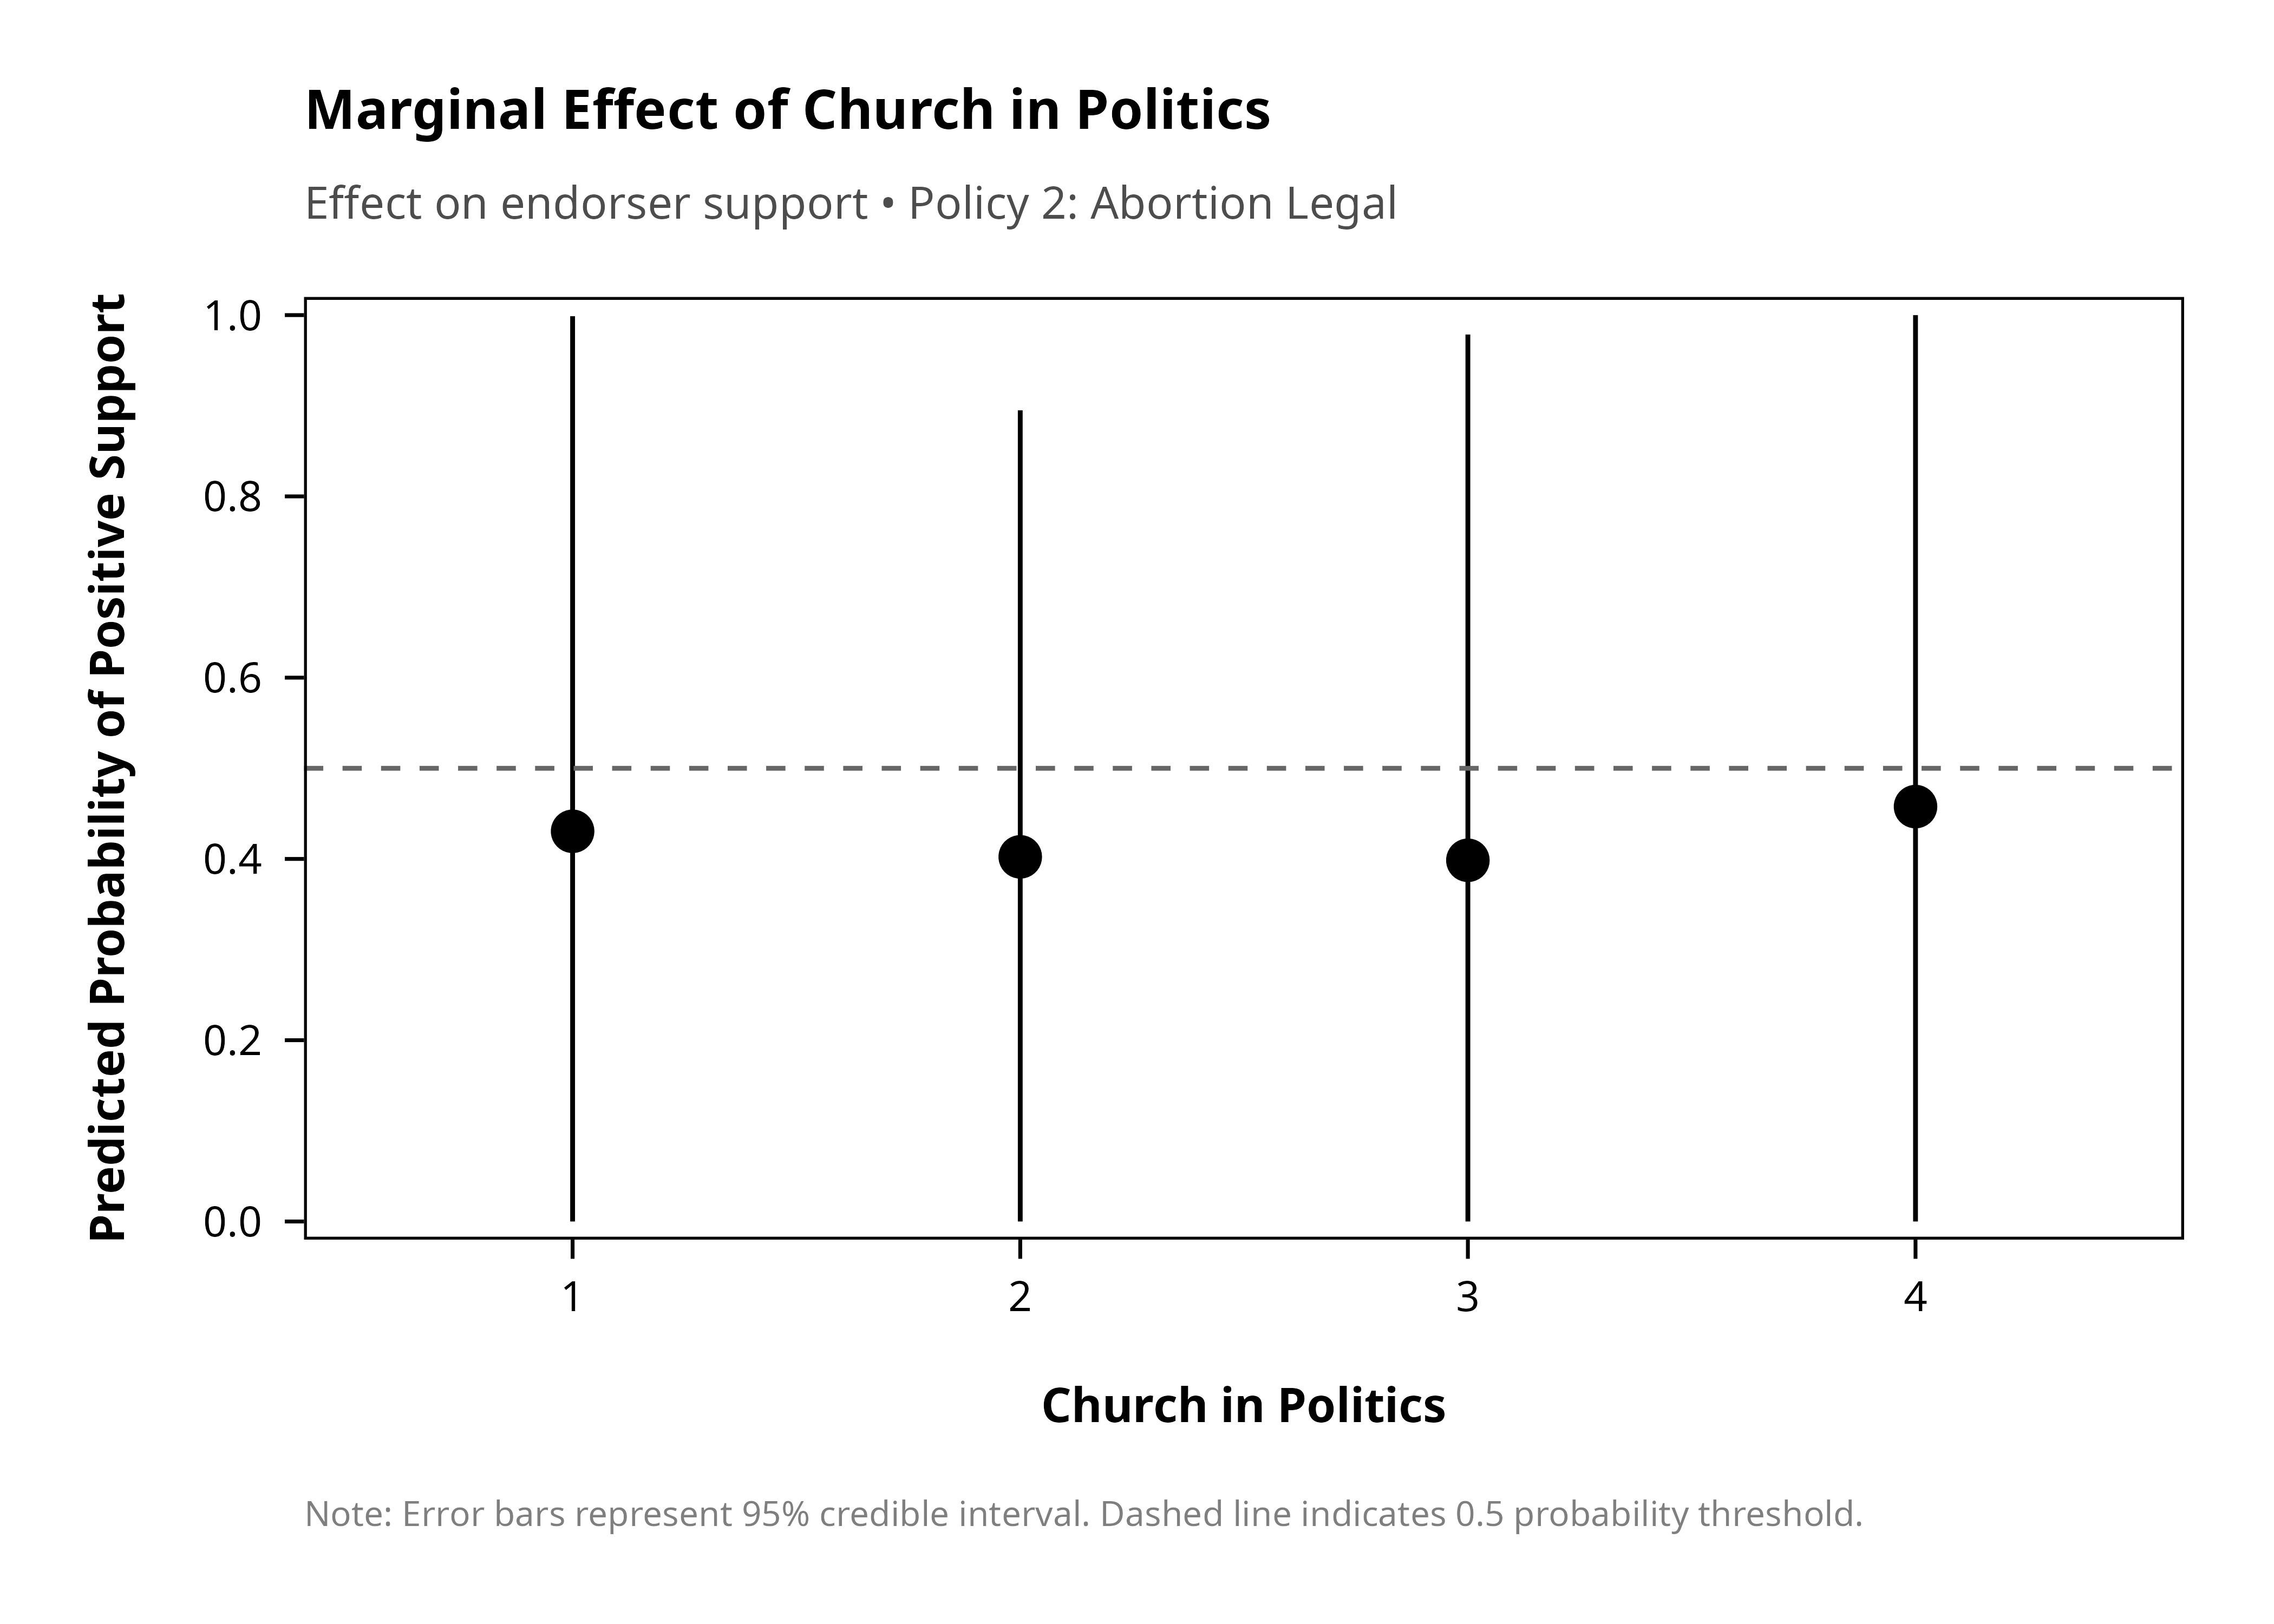 Marginal Effect of Church in Politics
Effect on endorser support • Policy 2: Abortion Legal
Predicted Probability of Positive Support
1.0
0.8
0.6
0.4
0.2
0.0
1 2 3 4
Church in Politics
Note: Error bars represent 95% credible interval. Dashed line indicates 0.5 probability threshold.